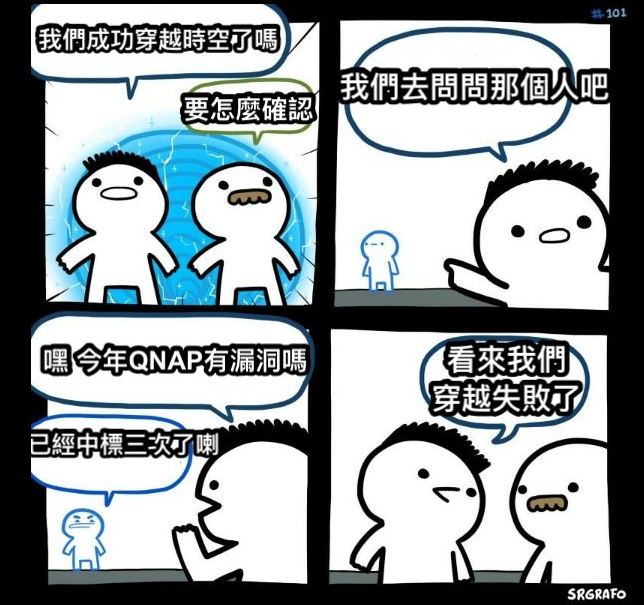 #101
我們成功穿越時空了嗎
要怎麼確認
我們去問問那個人吧
嘿 今年QNAP有漏洞嗎
已經中標三次了喇
看來我們
穿越失敗了
SRGRAFO